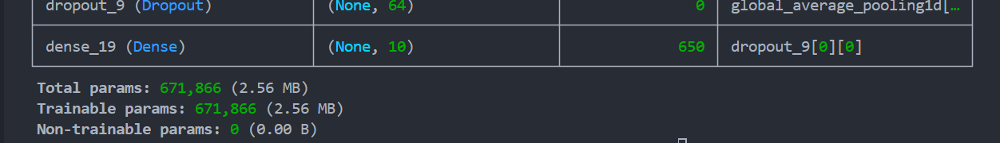 dropout_9 (Dropout) (None, 64) 0 global_average_pooling1d[…
dense_19 (Dense) (None, 10) 650 dropout_9[0][0]
Total params: 671,866 (2.56 MB)
Trainable params: 671,866 (2.56 MB)
Non-trainable params: 0 (0.00 B)